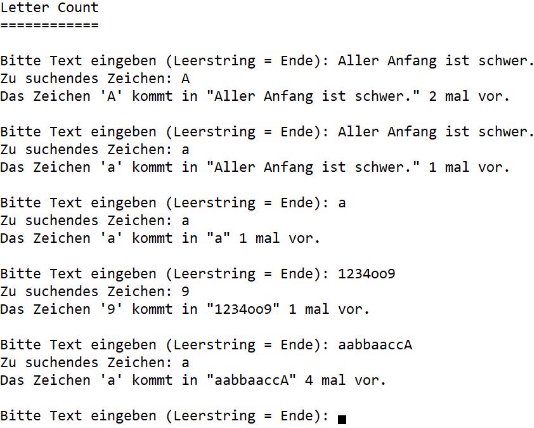 Letter Count
============
Bitte Text eingeben (Leerstring = Ende): Aller Anfang ist schwer.
Zu suchendes Zeichen: A
Das Zeichen 'A' kommt in "Aller Anfang ist schwer." 2 mal vor.
Bitte Text eingeben (Leerstring = Ende): Aller Anfang ist schwer.
Zu suchendes Zeichen: a
Das Zeichen 'a' kommt in "Aller Anfang ist schwer." 1 mal vor.
Bitte Text eingeben (Leerstring = Ende): a
Zu suchendes Zeichen: a
Das Zeichen 'a' kommt in "a" 1 mal vor.
Bitte Text eingeben (Leerstring = Ende): 1234oo9
Zu suchendes Zeichen: 9
Das Zeichen '9' kommt in "1234oo9" 1 mal vor.
Bitte Text eingeben (Leerstring = Ende): aabbaaccA
Zu suchendes Zeichen: a
Das Zeichen 'a' kommt in "aabbaaccA" 4 mal vor.
Bitte Text eingeben (Leerstring = Ende):